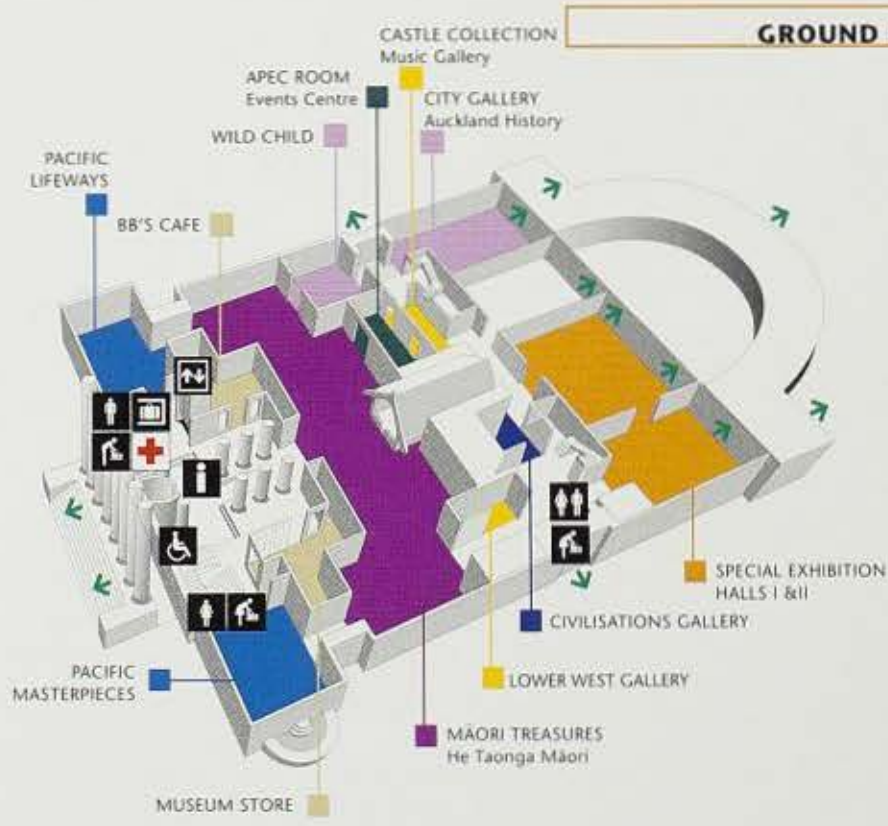 GROUND
CASTLE COLLECTION
Music Gallery
APEC ROOM
Events Centre
CITY GALLERY
Auckland History
WILD CHILD
PACIFIC
LIFEWAYS
BB'S CAFE
SPECIAL EXHIBITION
HALLS I &II
CIVILISATIONS GALLERY
LOWER WEST GALLERY
PACIFIC
MASTERPIECES
MĀORI TREASURES
He Taonga Māori
MUSEUM STORE